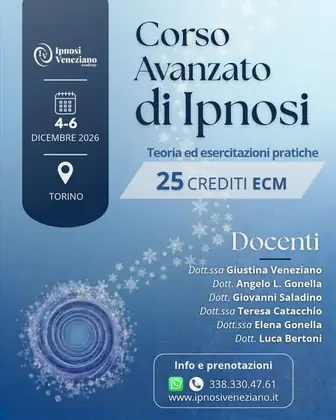 Ipnosi
Veneziano
Academy
4-6
DICEMBRE 2026
TORINO
Corso
Avanzato
di Ipnosi
Teoria ed esercitazioni pratiche
25 CREDITI ECM
Docenti
Dott.ssa Giustina Veneziano
Dott. Angelo L. Gonella
Dott. Giovanni Saladino
Dott.ssa Teresa Catacchio
Dott.ssa Elena Gonella
Dott. Luca Bertoni
Info e prenotazioni
338.330.47.61
www.ipnosiveneziano.it